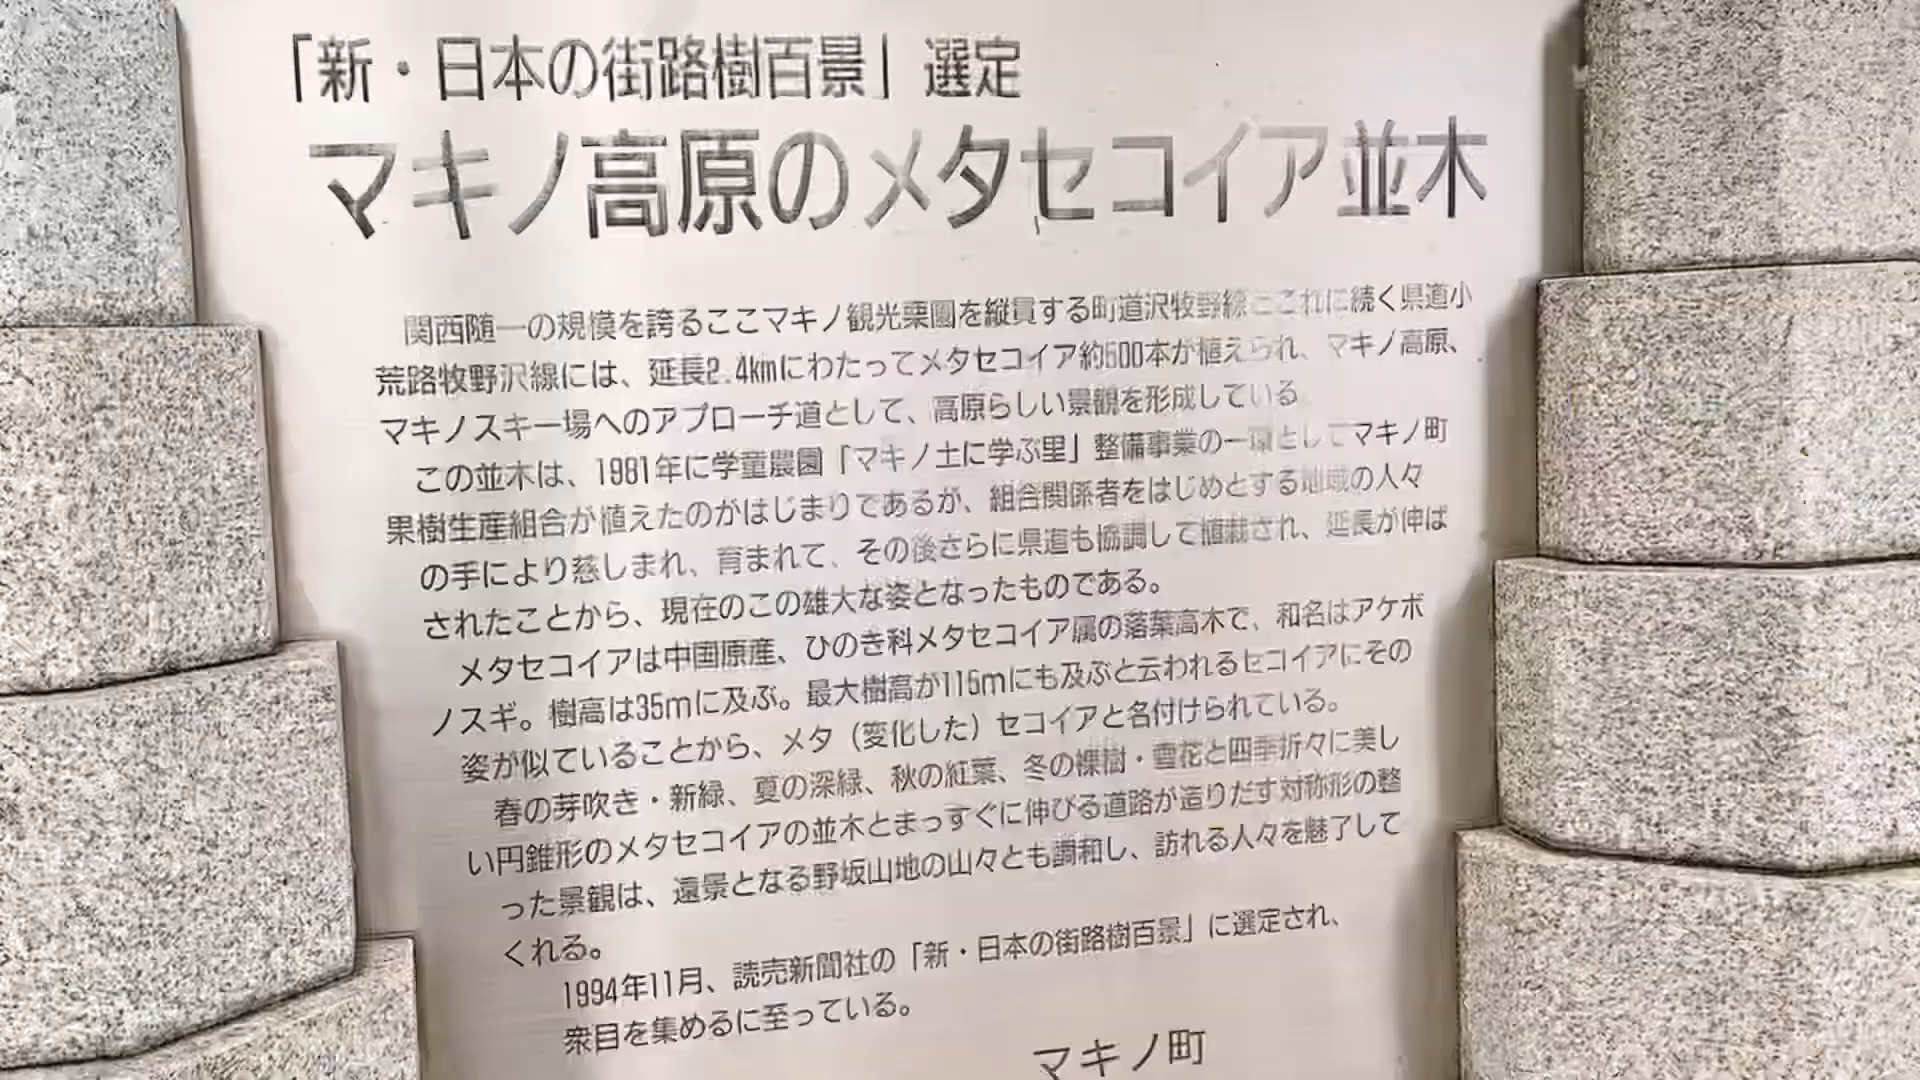 「新・日本の街路樹百景」選定
マキノ高原のメタセコイア並木
関西随一の規模を誇るここマキノ観光栗園を縦貫する町道沢牧野線とこれに続く県道小
荒路牧野沢線には、延長2.4kmにわたってメタセコイア約500本が植えられ、マキノ高原、
マキノスキー場へのアプローチ道として、高原らしい景観を形成している
この並木は、1981年に学童農園「マキノ土に学ぶ里」整備事業の一環としてマキノ町
果樹生産組合が植えたのがはじまりであるが、組合関係者をはじめとする地域の人々
の手により慈しまれ、育まれて、その後さらに県道も協調して植栽され、延長が伸ば
されたことから、現在のこの雄大な姿となったものである。
メタセコイアは中国原産、ひのき科メタセコイア属の落葉高木で、和名はアケボ
ノスギ。樹高は35mに及ぶ。最大樹高が115mにも及ぶと云われるセコイアにその
姿が似ていることから、メタ（変化した）セコイアと名付けられている。
春の芽吹き・新緑、夏の深緑、秋の紅葉、冬の裸樹・雪花と四季折々に美し
い円錐形のメタセコイアの並木とまっすぐに伸びる道路が造りだす対称形の整
った景観は、遠景となる野坂山地の山々とも調和し、訪れる人々を魅了して
くれる。
1994年11月、読売新聞社の「新・日本の街路樹百景」に選定され、
衆目を集めるに至っている。
マキノ町